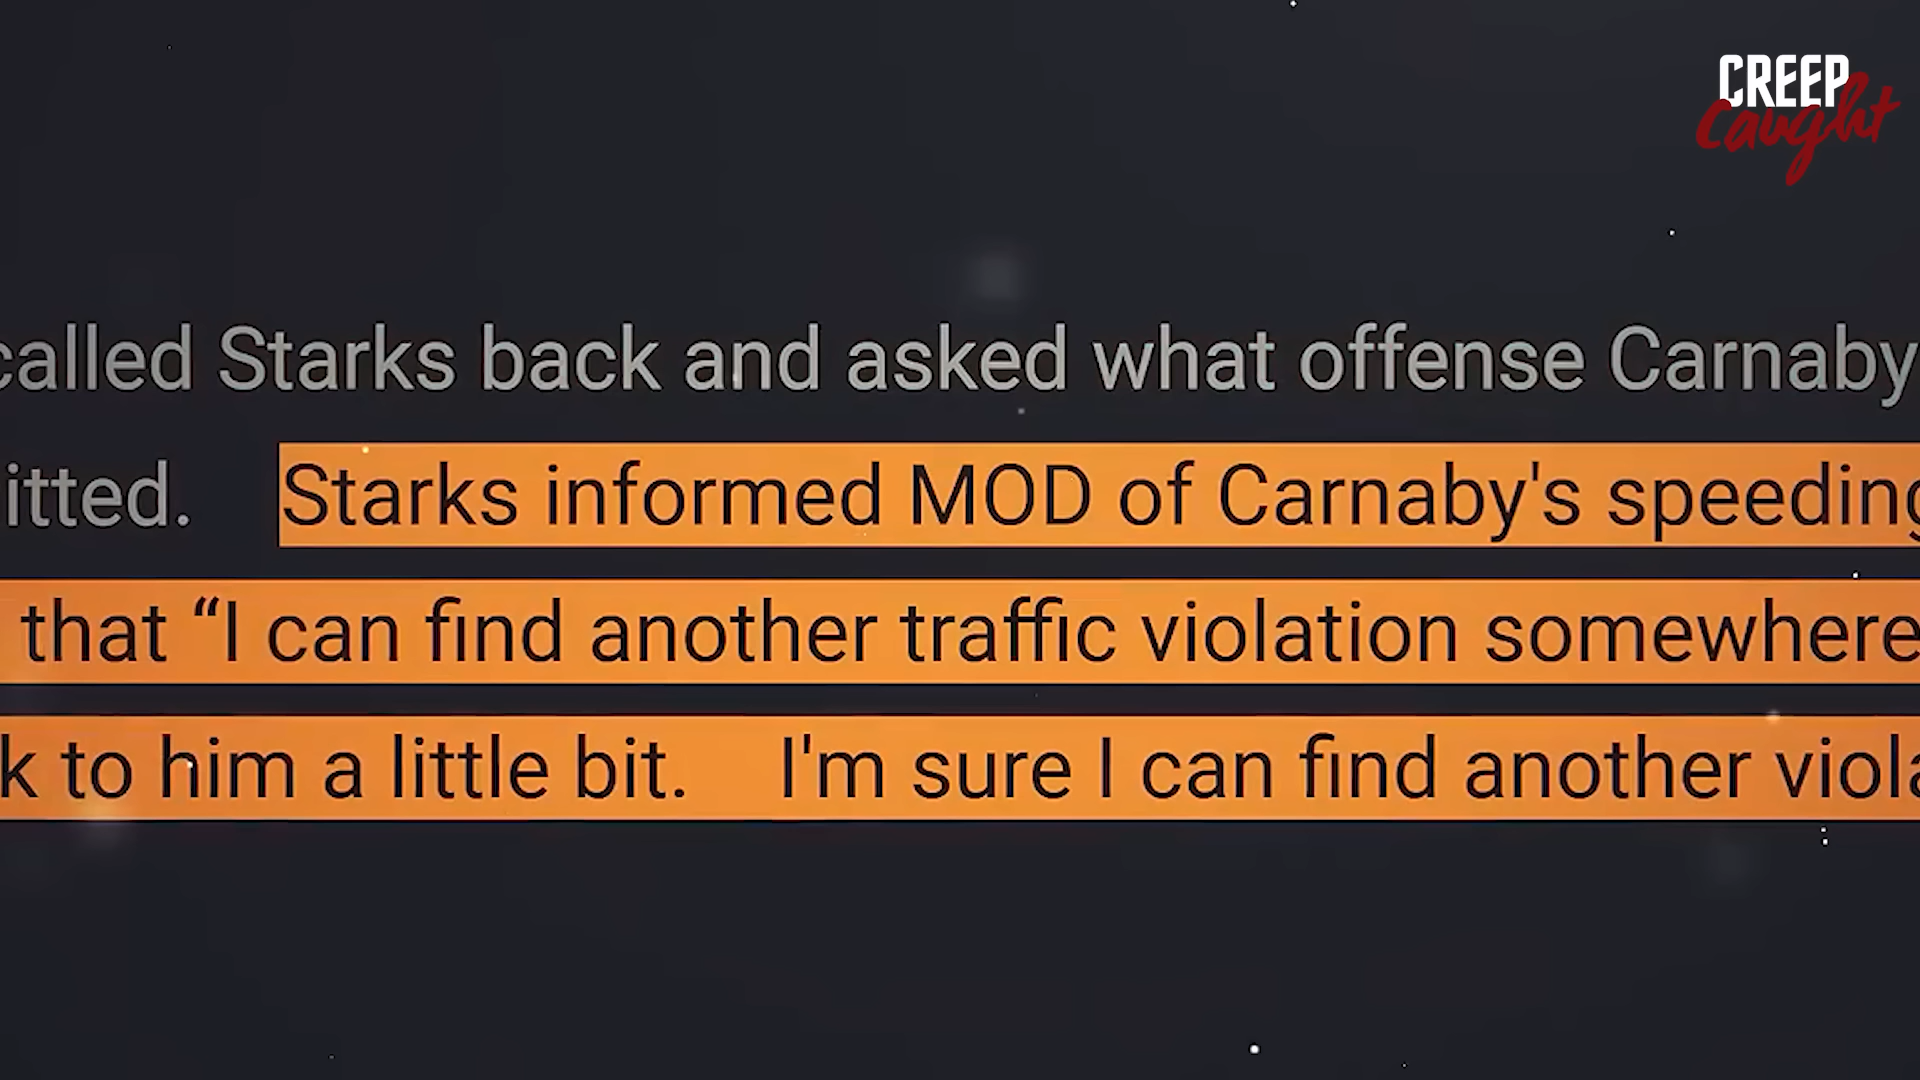 CREEP
caught
called Starks back and asked what offense Carnaby
itted. Starks informed MOD of Carnaby's speeding
that “I can find another traffic violation somewhere
k to him a little bit. I'm sure I can find another viola